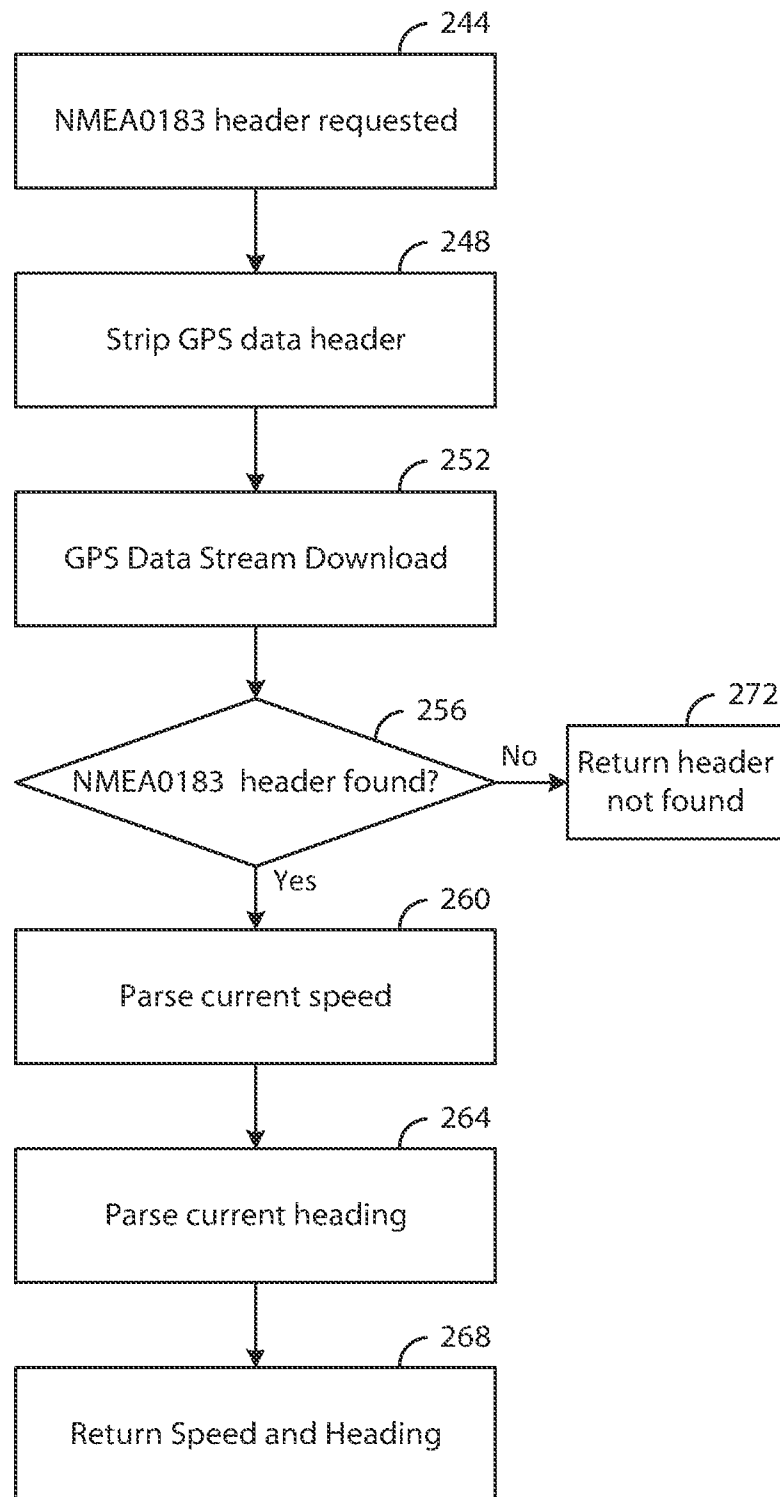 244
NMEA0183 header requested
248
Strip GPS data header
252
GPS Data Stream Download
256
NMEA0183 header found?
No
272
Return header
not found
Yes
260
Parse current speed
264
Parse current heading
268
Return Speed and Heading